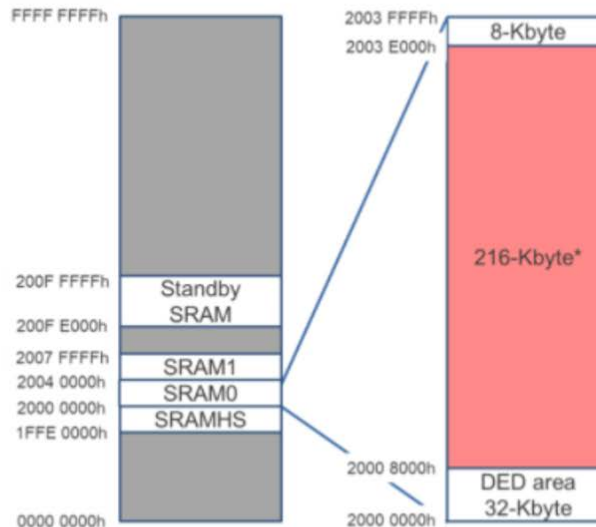 FFFF FFFFh
200F FFFFh
Standby
SRAM
200F E000h
2007 FFFFh
SRAM1
2004 0000h
SRAM0
2000 0000h
SRAMHS
1FFE 0000h
0000 0000h
2003 FFFFh
8-Kbyte
2003 E000h
216-Kbyte*
2000 8000h
DED area
32-Kbyte
2000 0000h